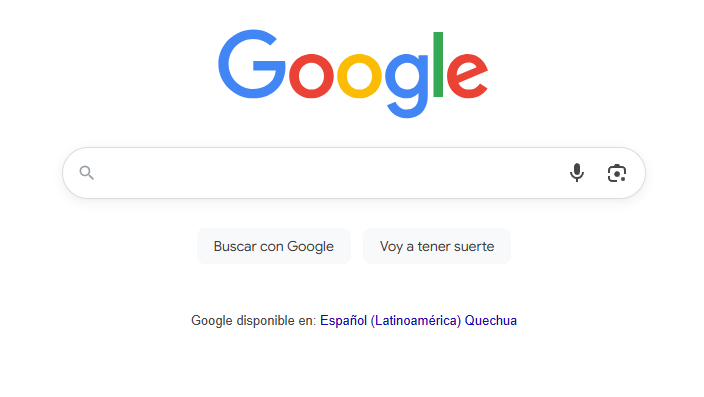 Google
Buscar con Google
Voy a tener suerte
Google disponible en: Español (Latinoamérica) Quechua